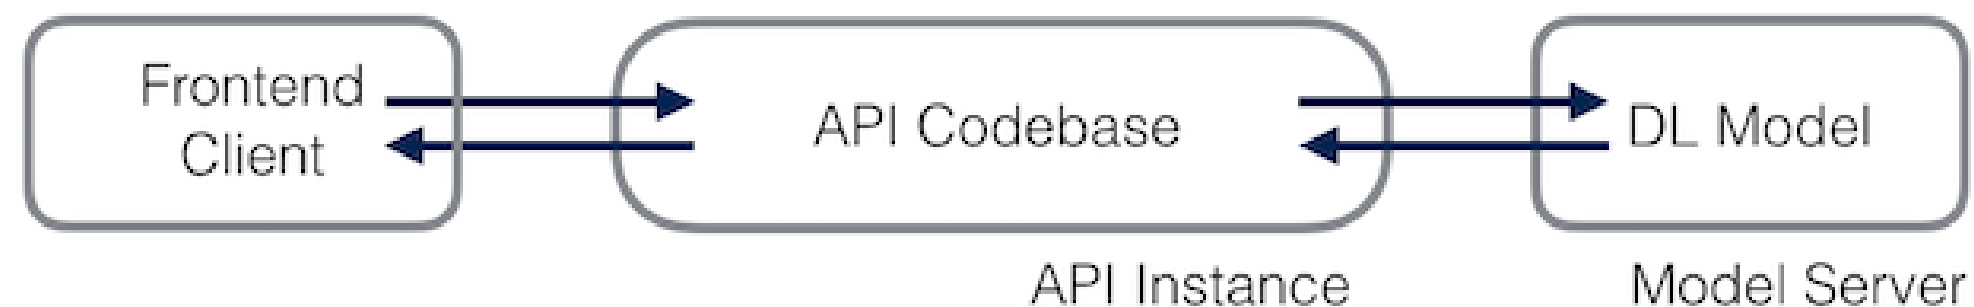 Frontend
Client
API Codebase
DL Model
API Instance
Model Server